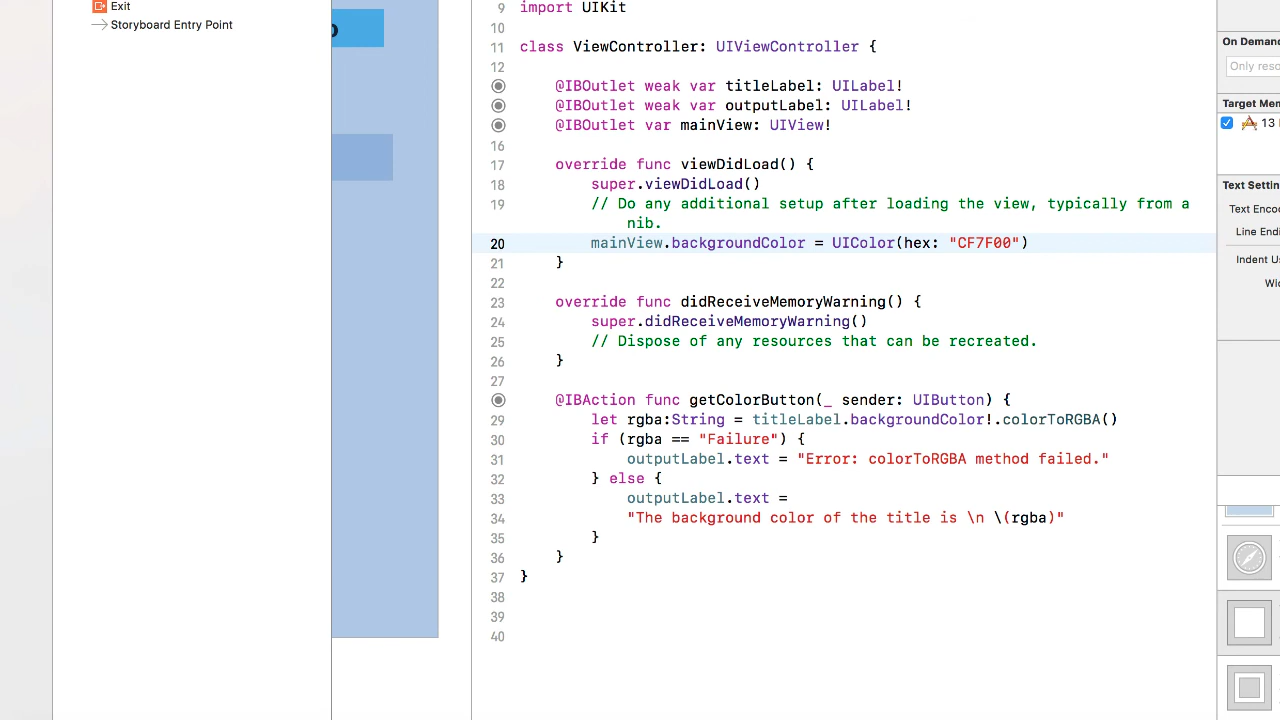 Exit
Storyboard Entry Point
9 import UIKit
10
11 class ViewController: UIViewController {
12
@IBOutlet weak var titleLabel: UILabel!
@IBOutlet weak var outputLabel: UILabel!
@IBOutlet var mainView: UIView!
16
17 override func viewDidLoad() {
18 super.viewDidLoad()
19 // Do any additional setup after loading the view, typically from a
nib.
20 mainView.backgroundColor = UIColor(hex: "CF7F00")
21 }
22
23 override func didReceiveMemoryWarning() {
24 super.didReceiveMemoryWarning()
25 // Dispose of any resources that can be recreated.
26 }
27
@IBAction func getColorButton(_ sender: UIButton) {
29 let rgba:String = titleLabel.backgroundColor!.colorToRGBA()
30 if (rgba == "Failure") {
31 outputLabel.text = "Error: colorToRGBA method failed."
32 } else {
33 outputLabel.text =
34 "The background color of the title is \n \(rgba)"
35 }
36 }
37 }
38
39
40
On Deman
Only reso
Target Mem
13
Text Settin
Text Enco
Line Endi
Indent Us
Wid